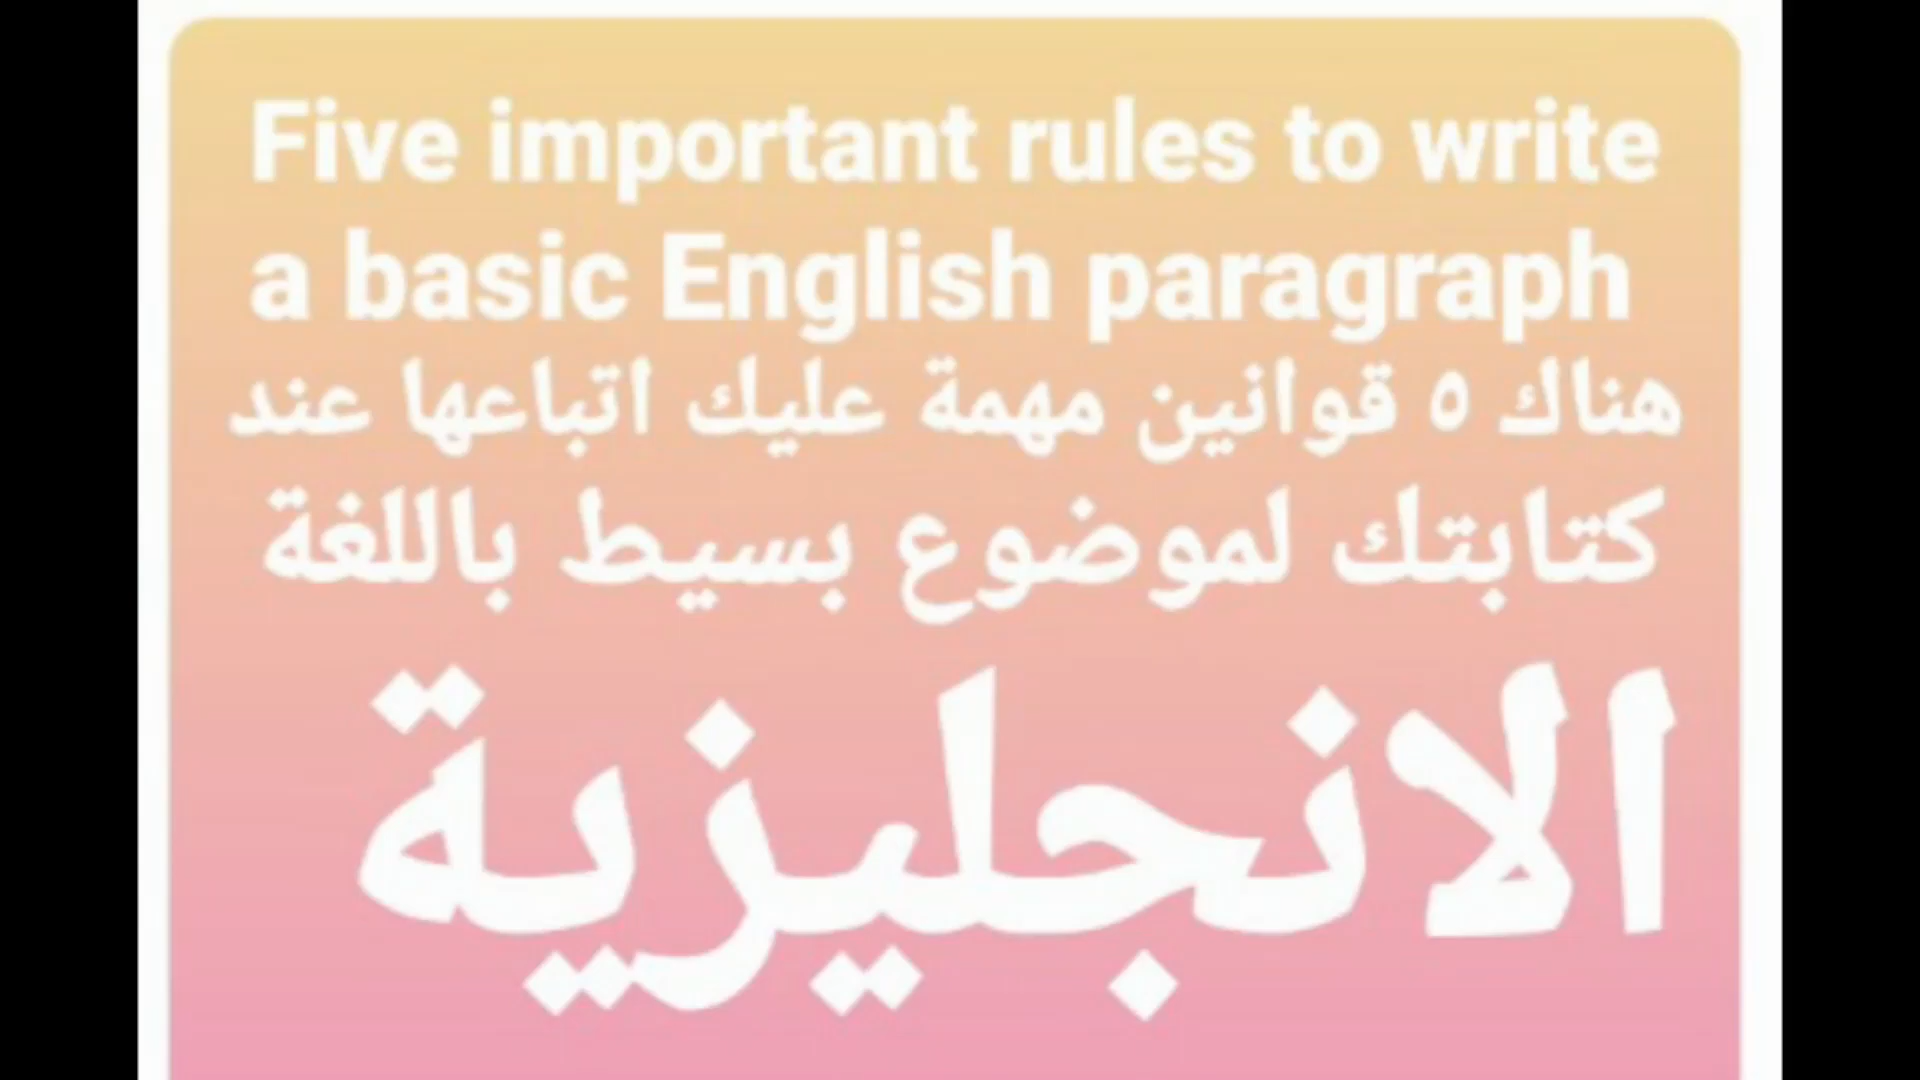 Five important rules to write
a basic English paragraph
هناك ٥ قوانين مهمة عليك اتباعها عند
كتابتك لموضوع بسيط باللغة
الانجليزية